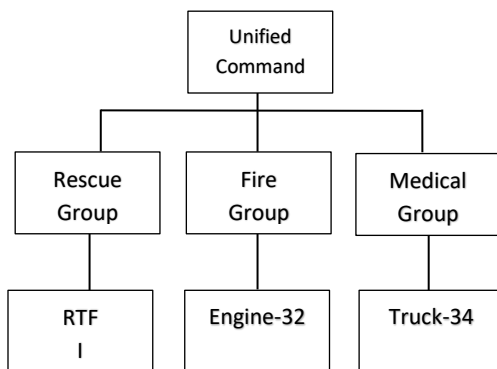 Unified
Command
Rescue
Group
Fire
Group
Medical
Group
RTF
I
Engine-32
Truck-34